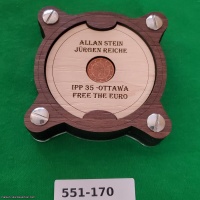 ALLAN STEIN
JÜRGEN REICHE
IPP 35 -OTTAWA
FREE THE EURO
551-170